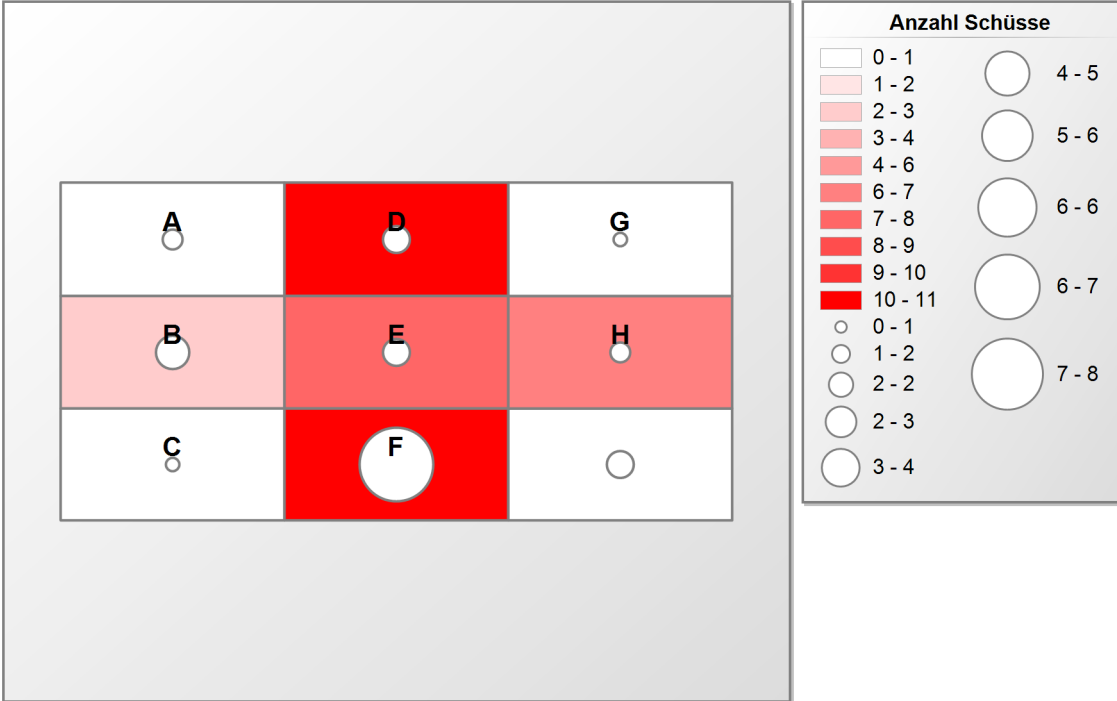 Anzahl Schüsse
0 - 1
1 - 2
2 - 3
3 - 4
4 - 6
6 - 7
7 - 8
8 - 9
9 - 10
10 - 11
0 - 1
1 - 2
2 - 2
2 - 3
3 - 4
4 - 5
5 - 6
6 - 6
6 - 7
7 - 8
A D G
B E H
C F